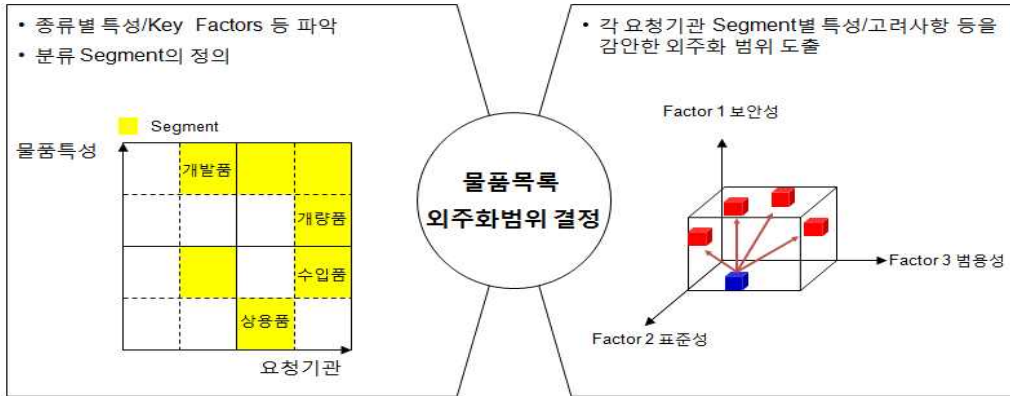 • 종류별 특성/Key Factors 등 파악
• 분류 Segment의 정의
Segment
물품특성
개발품
개량품
수입품
상용품
요청기관
물품목록
외주화범위 결정
• 각 요청기관 Segment별 특성/고려사항 등을
감안한 외주화 범위 도출
Factor 1 보안성
Factor 3 범용성
Factor 2 표준성